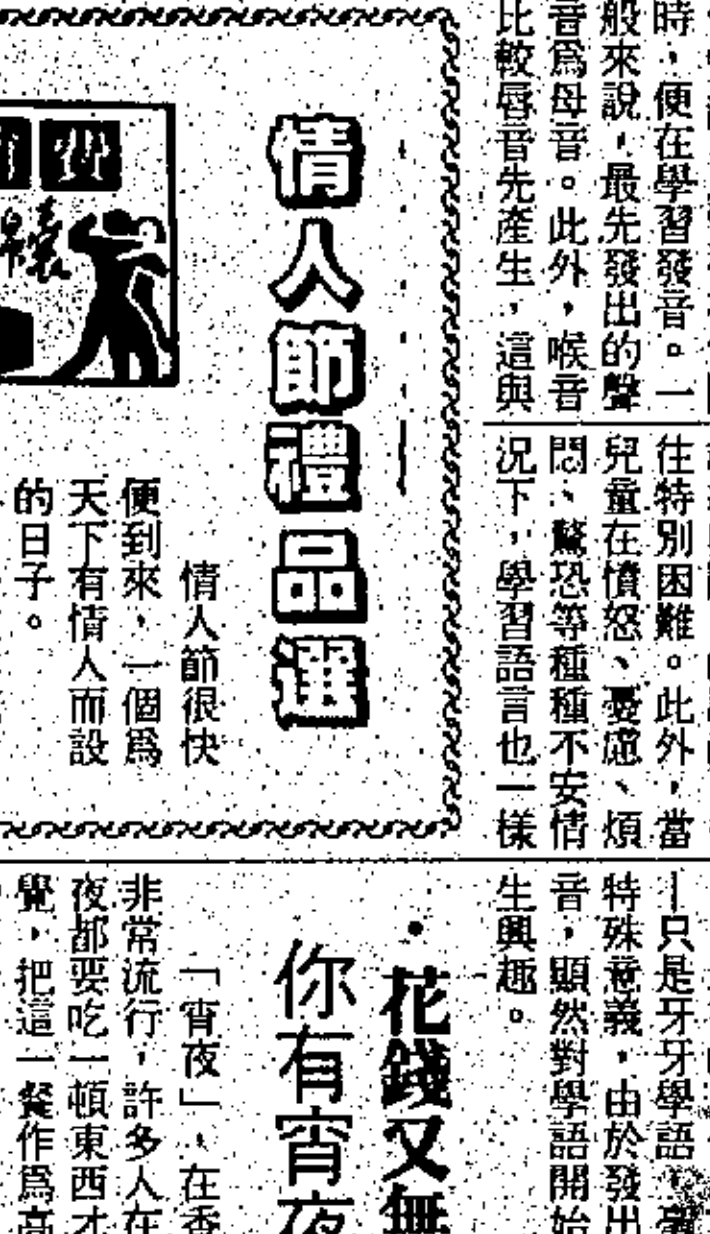 時，便在學習發音。一
般來說，最先發出的聲
音爲母音。此外，喉音
比較唇音先產生，這與
往特別困難。此外，當
兒童在憤怒、憂慮、煩
悶、驚恐等種種不安情
況下，學習語言也一樣
只是牙牙學語，
特殊意義，由於發出
音，顯然對學語開始
生興趣。
情人節禮品選
費
錦囊
情人節很快
便到來，一個爲
天下有情人而設
的日子。
·花錢又無
你有宵夜
「宵夜」，在香
非常流行，許多人在
夜都要吃一頓東西才
覺，把這一餐作爲高